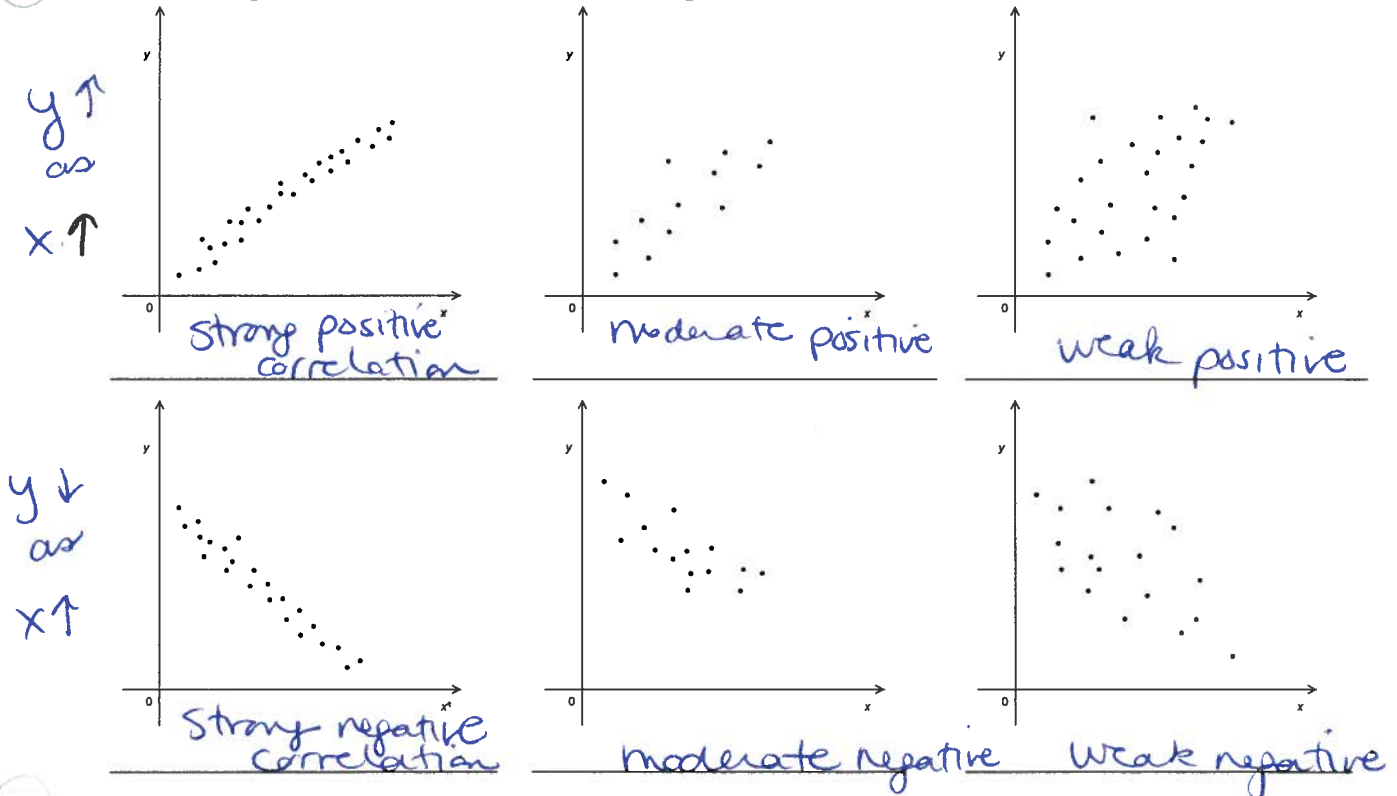 y
y
y
y ↑
as
x ↑
0
x
0
x
0
x
strong positive
correlation
moderate positive
weak positive
y
y
y
y ↓
as
x ↑
0
x
0
x
0
x
strong negative
correlation
moderate negative
weak negative